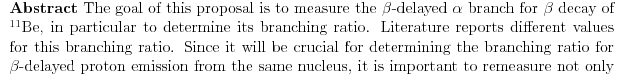 Abstract The goal of this proposal is to measure the β-delayed α branch for β decay of
¹¹Be, in particular to determine its branching ratio. Literature reports different values
for this branching ratio. Since it will be crucial for determining the branching ratio for
β-delayed proton emission from the same nucleus, it is important to remeasure not only